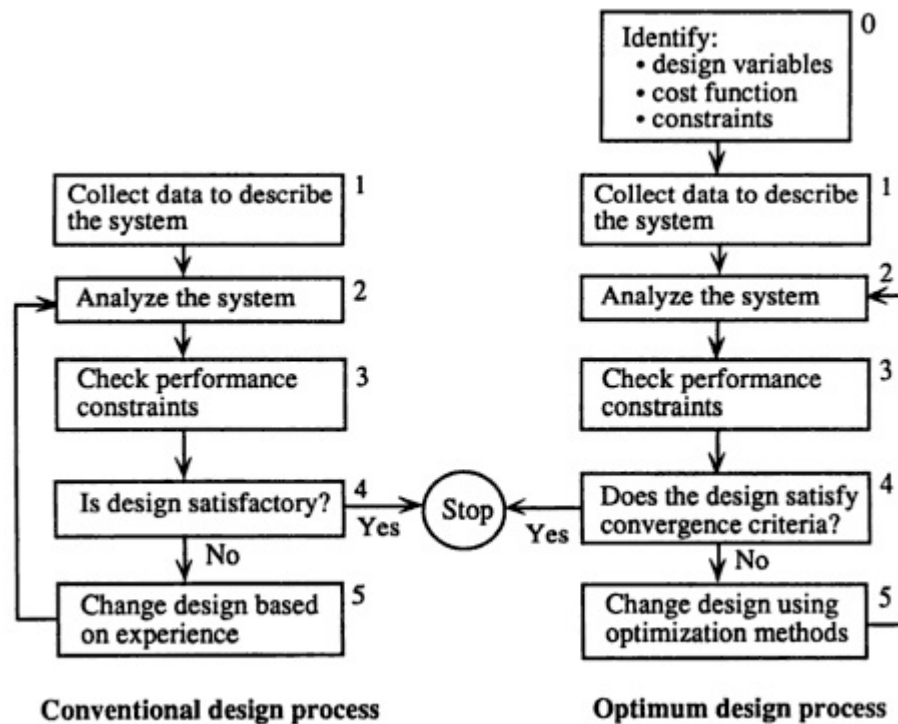 Identify:
• design variables
• cost function
• constraints
0
Collect data to describe
the system
1
Analyze the system
2
Check performance
constraints
3
Is design satisfactory?
4
Yes
No
Change design based
on experience
5
Stop
Collect data to describe
the system
1
Analyze the system
2
Check performance
constraints
3
Does the design satisfy
convergence criteria?
4
Yes
No
Change design using
optimization methods
5
Conventional design process
Optimum design process